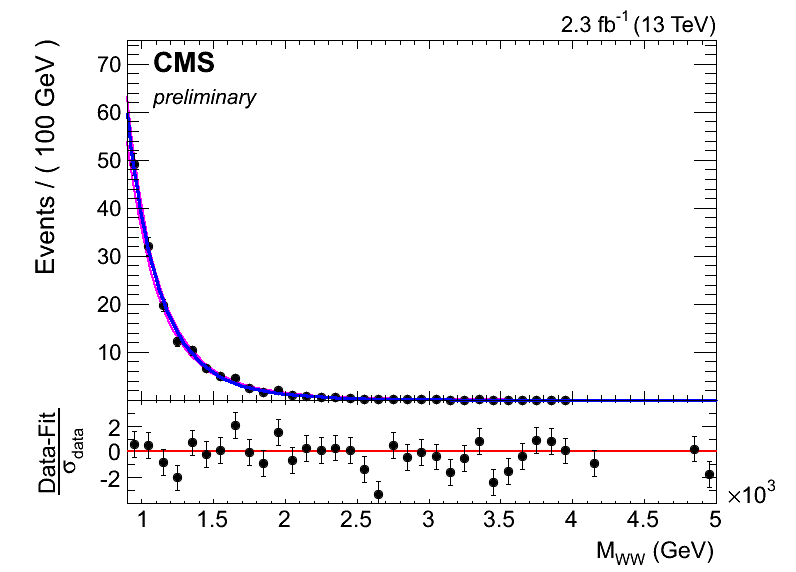 2.3 fb⁻¹ (13 TeV)
CMS
preliminary
Events / ( 100 GeV )
70
60
50
40
30
20
10
Data-Fit
σdata
2
0
-2
1 1.5 2 2.5 3 3.5 4 4.5 5
×10³
M_WW (GeV)